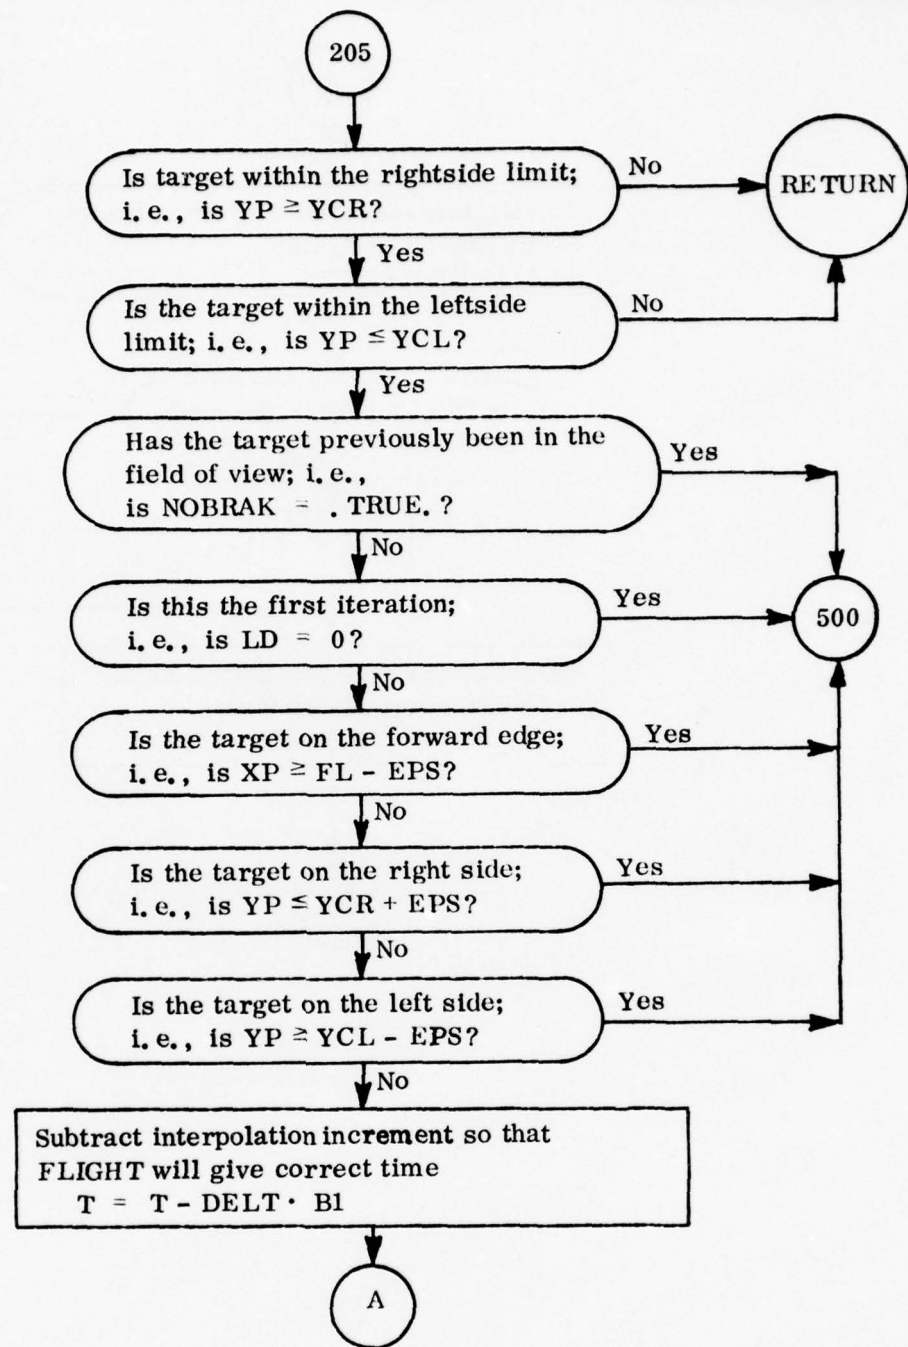 205
Is target within the rightside limit;
i. e., is YP ≥ YCR?
No
RETURN
Yes
Is the target within the leftside
limit; i. e., is YP ≤ YCL?
No
Yes
Has the target previously been in the
field of view; i. e.,
is NOBRAK = . TRUE. ?
Yes
No
Is this the first iteration;
i. e., is LD = 0?
Yes
500
No
Is the target on the forward edge;
i. e., is XP ≥ FL - EPS?
Yes
No
Is the target on the right side;
i. e., is YP ≤ YCR + EPS?
Yes
No
Is the target on the left side;
i. e., is YP ≥ YCL - EPS?
Yes
No
Subtract interpolation increment so that
FLIGHT will give correct time
T = T - DELT · B1
A